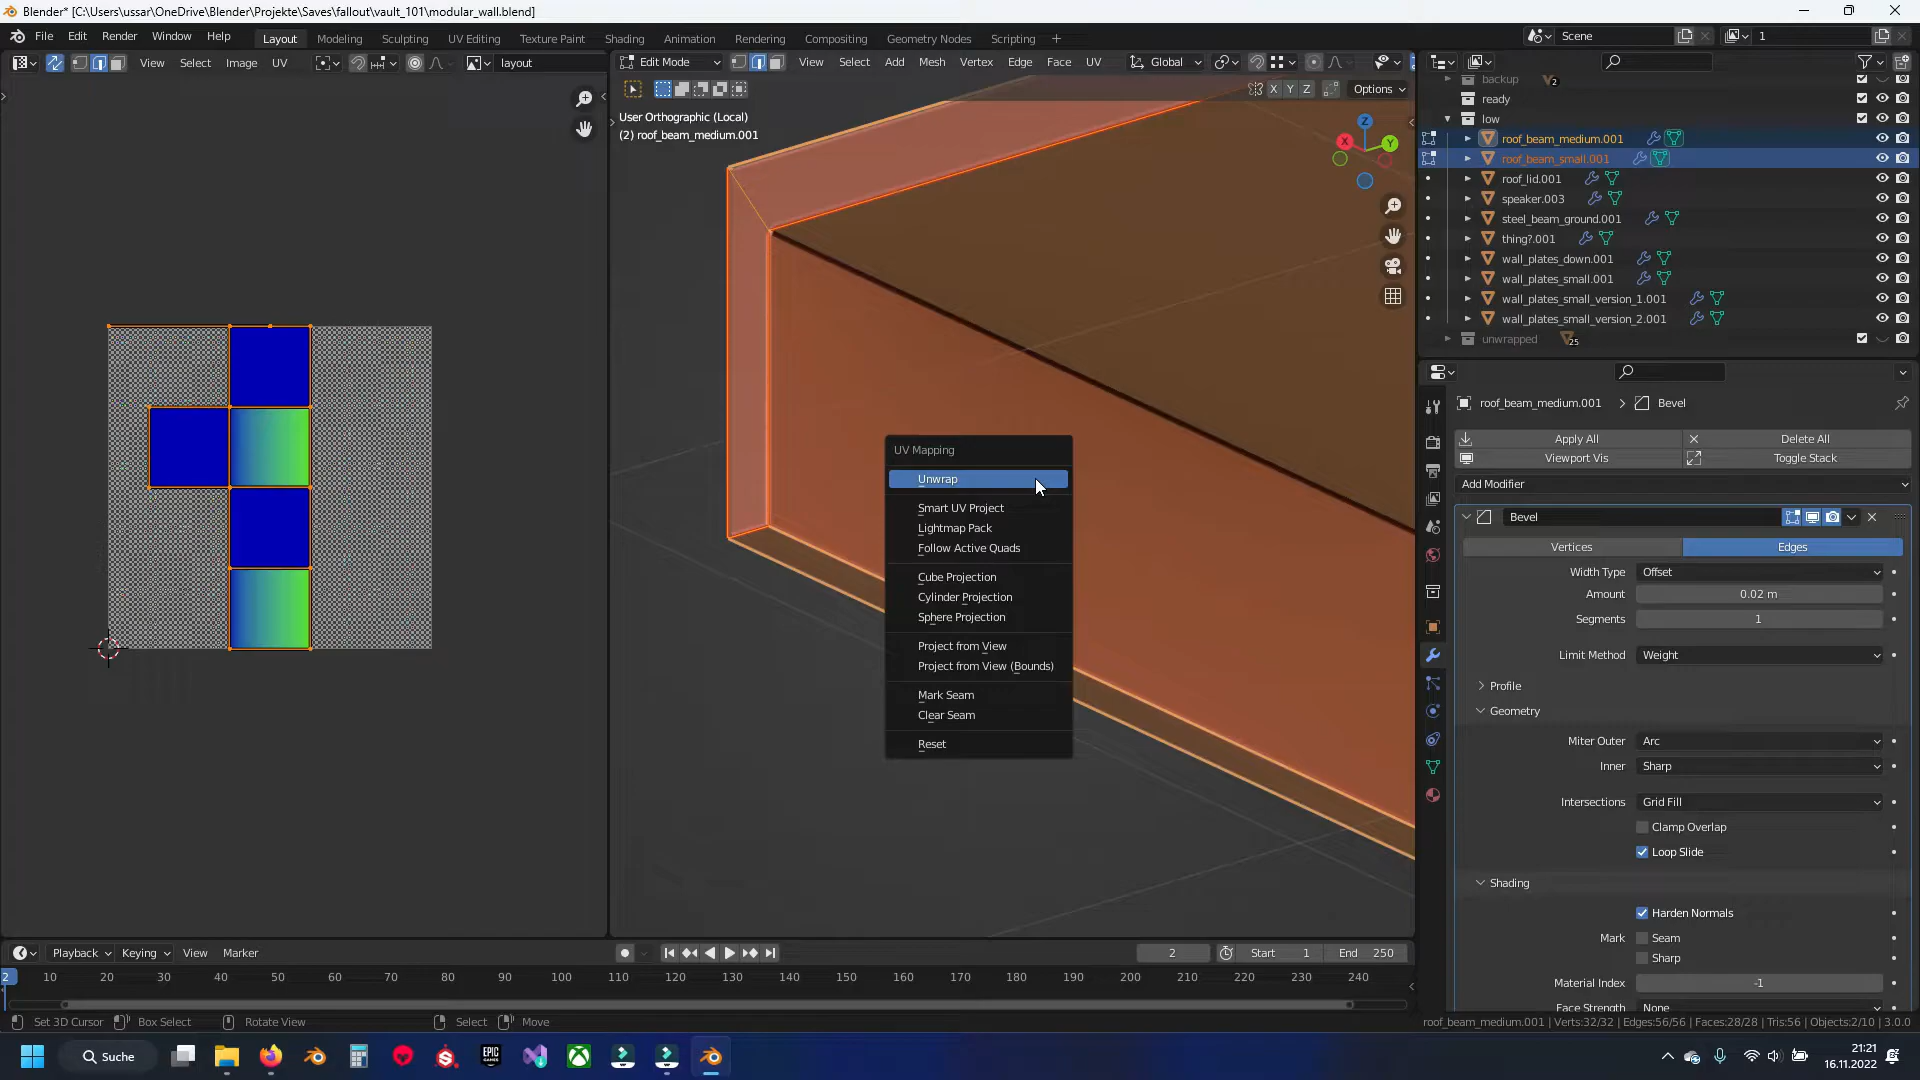 Blender* [C:\Users\ussar\OneDrive\Blender\Projekte\Saves\fallout\vault_101\modular_wall.blend]
File Edit Render Window Help Layout Modeling Sculpting UV Editing Texture Paint Shading Animation Rendering Compositing Geometry Nodes Scripting + Scene 1
View Select Image UV layout
Edit Mode View Select Add Mesh Vertex Edge Face UV Global
X Y Z Options
User Orthographic (Local)
(2) roof_beam_medium.001
Z
X Y
UV Mapping
Unwrap
Smart UV Project
Lightmap Pack
Follow Active Quads
Cube Projection
Cylinder Projection
Sphere Projection
Project from View
Project from View (Bounds)
Mark Seam
Clear Seam
Reset
backup 2
ready
low
roof_beam_medium.001
roof_beam_small.001
roof_lid.001
speaker.003
steel_beam_ground.001
thing?.001
wall_plates_down.001
wall_plates_small.001
wall_plates_small_version_1.001
wall_plates_small_version_2.001
unwrapped 25
roof_beam_medium.001 > Bevel
Apply All Delete All
Viewport Vis Toggle Stack
Add Modifier
Bevel
Vertices Edges
Width Type Offset
Amount 0.02 m
Segments 1
Limit Method Weight
Profile
Geometry
Miter Outer Arc
Inner Sharp
Intersections Grid Fill
Clamp Overlap
Loop Slide
Shading
Harden Normals
Mark Seam
Sharp
Material Index -1
Face Strength None
Playback Keying View Marker 2 Start 1 End 250
2 10 20 30 40 50 60 70 80 90 100 110 120 130 140 150 160 170 180 190 200 210 220 230 240
Set 3D Cursor Box Select Rotate View Select Move
roof_beam_medium.001 | Verts:32/32 | Edges:56/56 | Faces:28/28 | Tris:56 | Objects:2/10 | 3.0.0
Suche
EPIC GAMES
21:21
16.11.2022